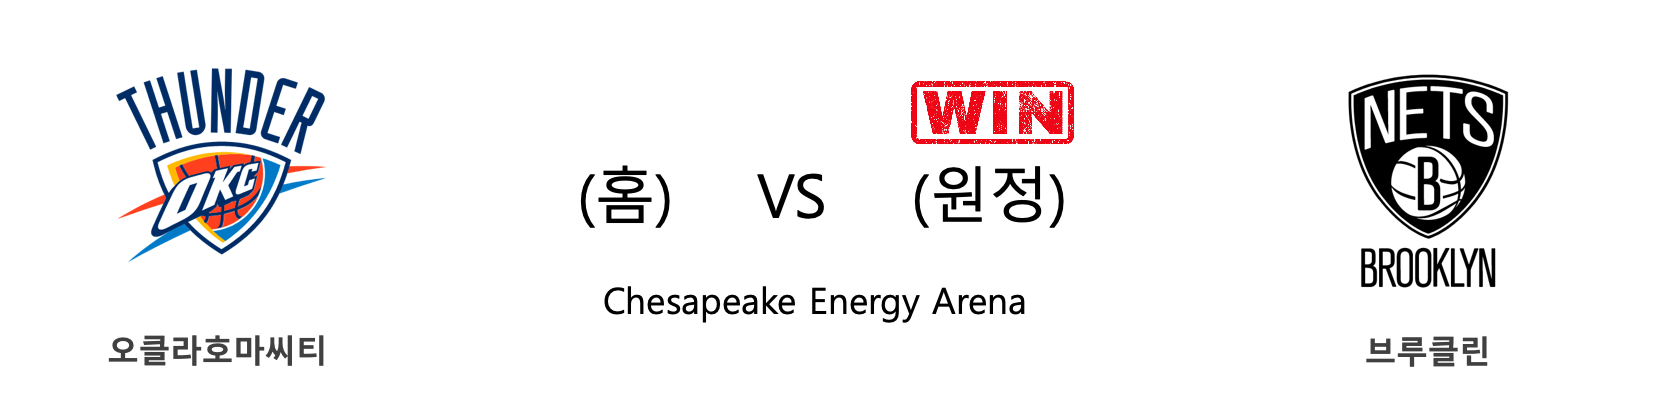 THUNDER
OKC
오클라호마씨티
WIN
(홈) VS (원정)
Chesapeake Energy Arena
NETS
B
BROOKLYN
브루클린